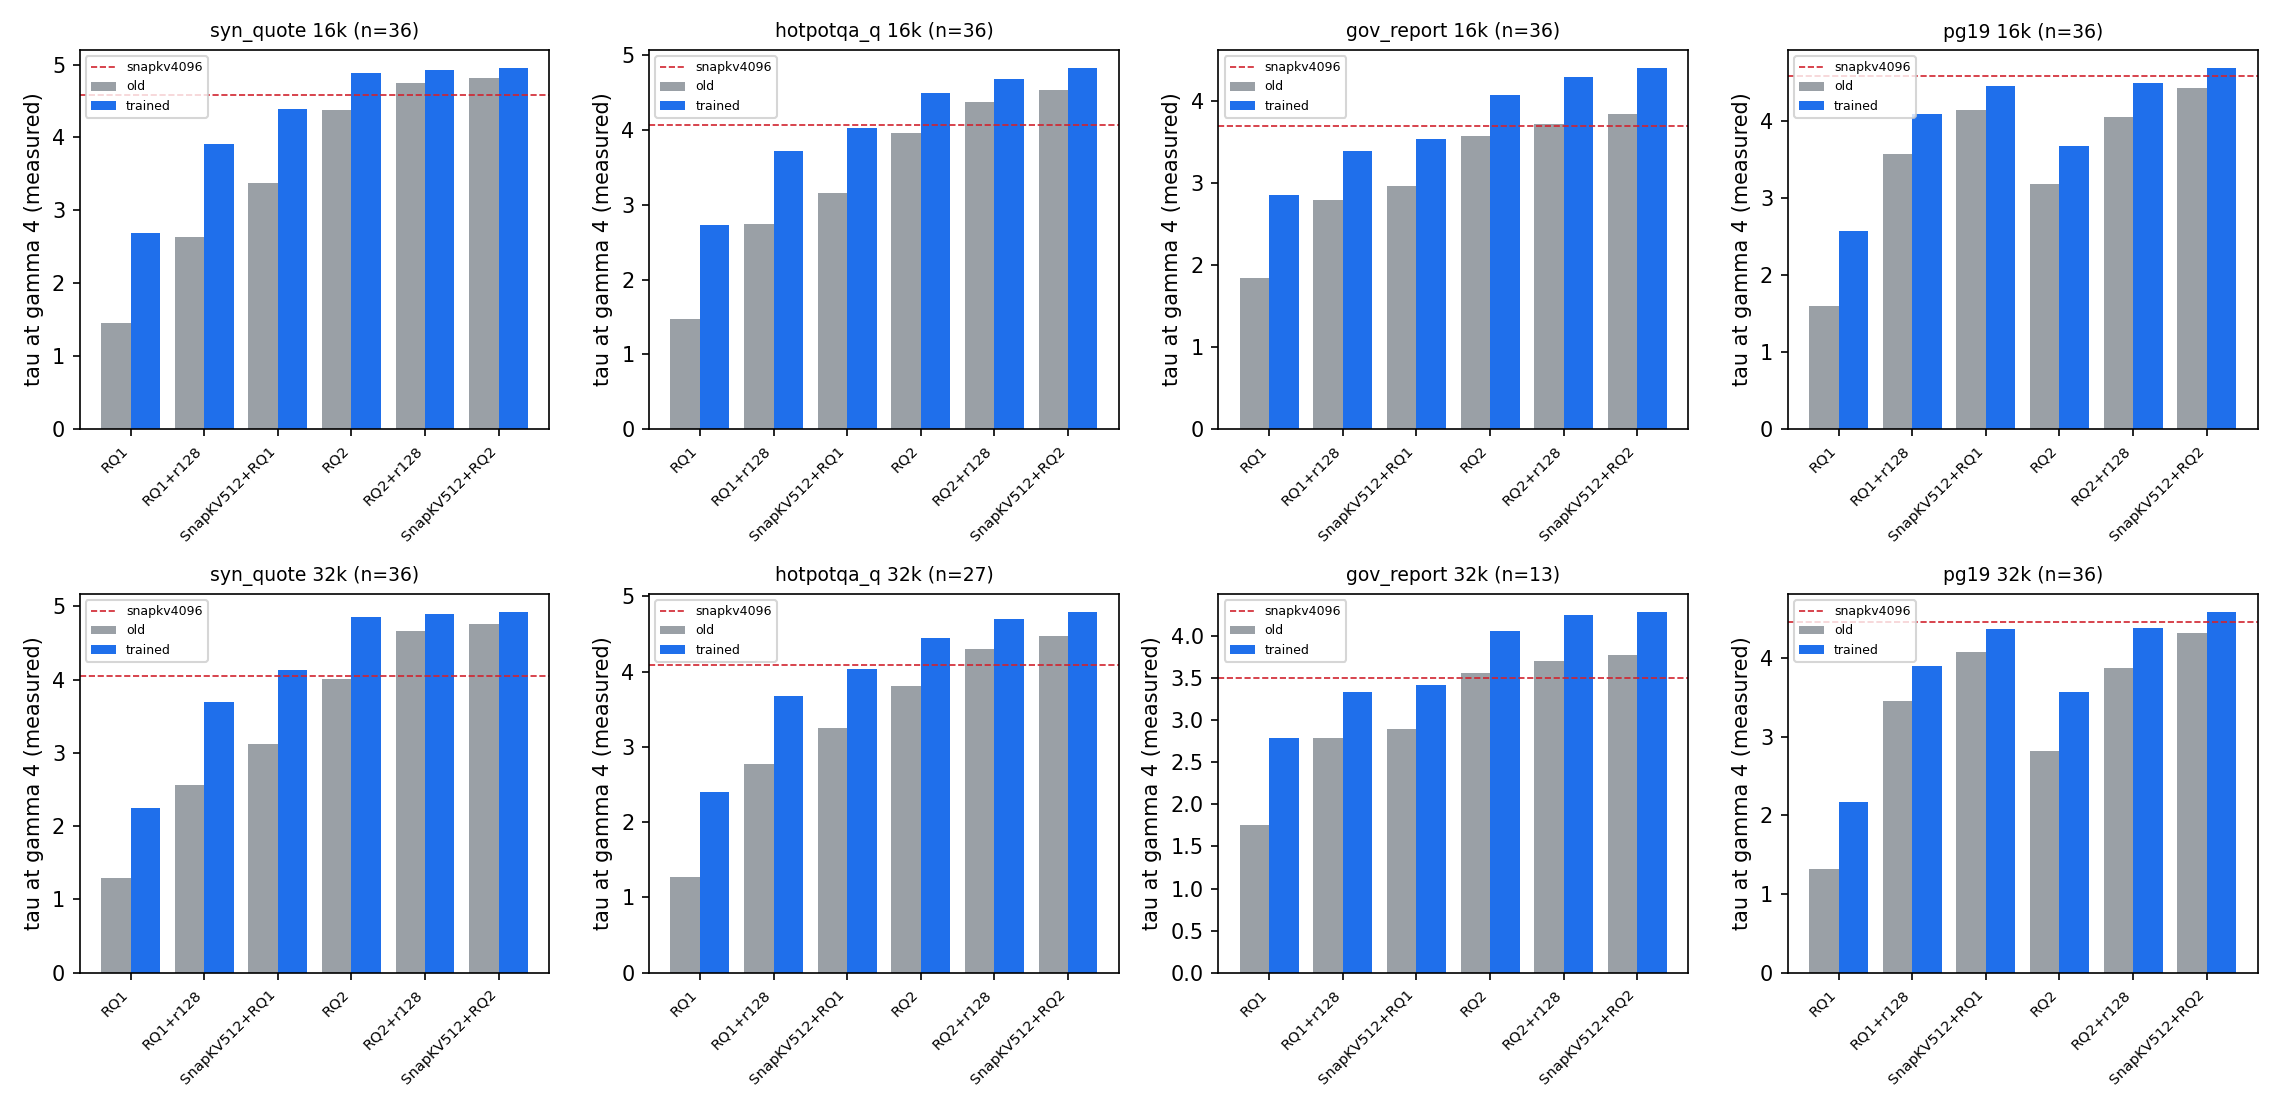 syn_quote 16k (n=36)
tau at gamma 4 (measured)
5
4
3
2
1
0
snapkv4096
old
trained
RQ1
RQ1+r128
SnapKV512+RQ1
RQ2
RQ2+r128
SnapKV512+RQ2
hotpotqa_q 16k (n=36)
tau at gamma 4 (measured)
5
4
3
2
1
0
snapkv4096
old
trained
RQ1
RQ1+r128
SnapKV512+RQ1
RQ2
RQ2+r128
SnapKV512+RQ2
gov_report 16k (n=36)
tau at gamma 4 (measured)
4
3
2
1
0
snapkv4096
old
trained
RQ1
RQ1+r128
SnapKV512+RQ1
RQ2
RQ2+r128
SnapKV512+RQ2
pg19 16k (n=36)
tau at gamma 4 (measured)
4
3
2
1
0
snapkv4096
old
trained
RQ1
RQ1+r128
SnapKV512+RQ1
RQ2
RQ2+r128
SnapKV512+RQ2
syn_quote 32k (n=36)
tau at gamma 4 (measured)
5
4
3
2
1
0
snapkv4096
old
trained
RQ1
RQ1+r128
SnapKV512+RQ1
RQ2
RQ2+r128
SnapKV512+RQ2
hotpotqa_q 32k (n=27)
tau at gamma 4 (measured)
5
4
3
2
1
0
snapkv4096
old
trained
RQ1
RQ1+r128
SnapKV512+RQ1
RQ2
RQ2+r128
SnapKV512+RQ2
gov_report 32k (n=13)
tau at gamma 4 (measured)
4.0
3.5
3.0
2.5
2.0
1.5
1.0
0.5
0.0
snapkv4096
old
trained
RQ1
RQ1+r128
SnapKV512+RQ1
RQ2
RQ2+r128
SnapKV512+RQ2
pg19 32k (n=36)
tau at gamma 4 (measured)
4
3
2
1
0
snapkv4096
old
trained
RQ1
RQ1+r128
SnapKV512+RQ1
RQ2
RQ2+r128
SnapKV512+RQ2